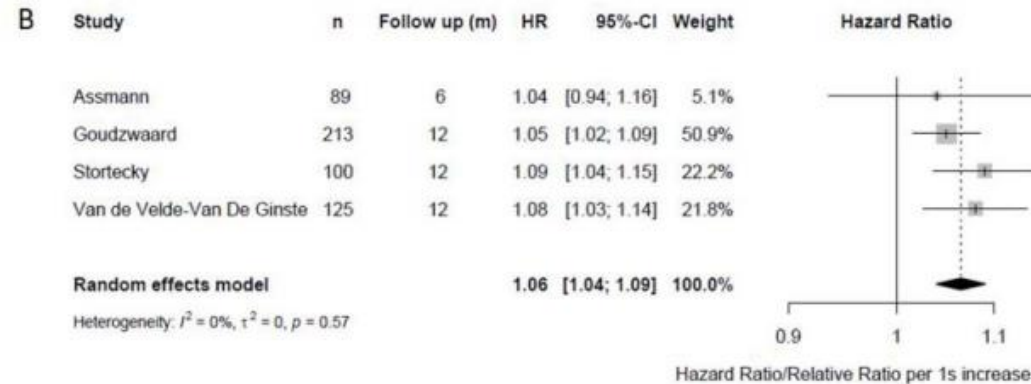 B Study n Follow up (m) HR 95%-CI Weight Hazard Ratio
Assmann 89 6 1.04 [0.94; 1.16] 5.1%
Goudzwaard 213 12 1.05 [1.02; 1.09] 50.9%
Stortecky 100 12 1.09 [1.04; 1.15] 22.2%
Van de Velde-Van De Ginste 125 12 1.08 [1.03; 1.14] 21.8%
Random effects model 1.06 [1.04; 1.09] 100.0%
Heterogeneity: I² = 0%, τ² = 0, p = 0.57
0.9 1 1.1
Hazard Ratio/Relative Ratio per 1s increase